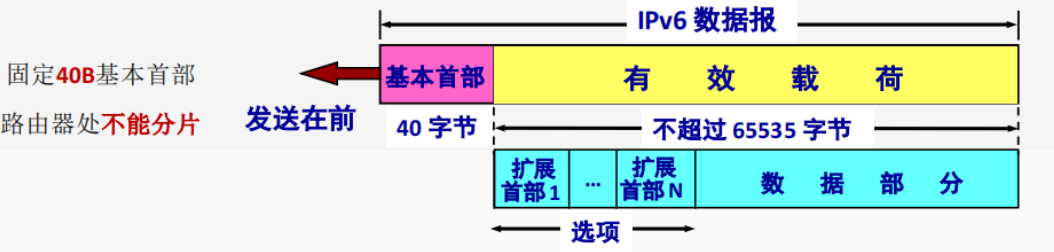 IPv6 数据报
固定40B基本首部
基本首部
有效载荷
路由器处不能分片
发送在前
40 字节
不超过 65535 字节
扩展首部 1
...
扩展首部 N
数据部分
选项